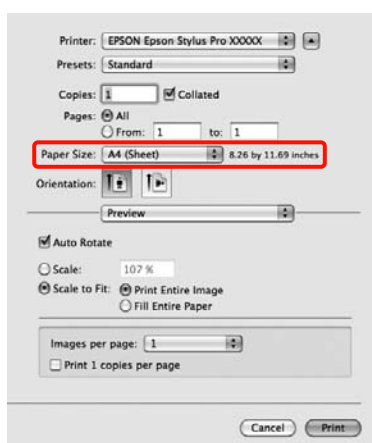 Printer: EPSON Epson Stylus Pro XXXXX
Presets: Standard
Copies: 1 Collated
Pages: All
From: 1 to: 1
Paper Size: A4 (Sheet) 8.26 by 11.69 inches
Orientation:
Preview
Auto Rotate
Scale: 107 %
Scale to Fit: Print Entire Image
Fill Entire Paper
Images per page: 1
Print 1 copies per page
Cancel Print